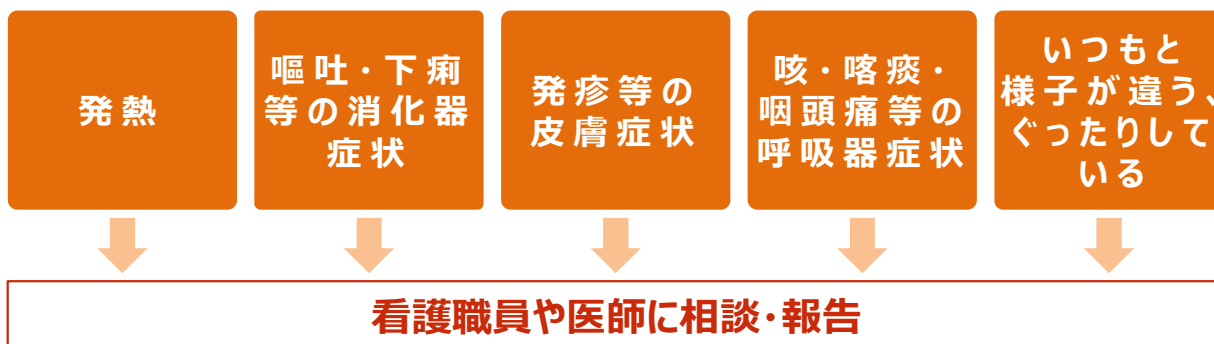 発熱
嘔吐・下痢
等の消化器
症状
発疹等の
皮膚症状
咳・喀痰・
咽頭痛等の
呼吸器症状
いつもと
様子が違う、
ぐったりして
いる
看護職員や医師に相談・報告